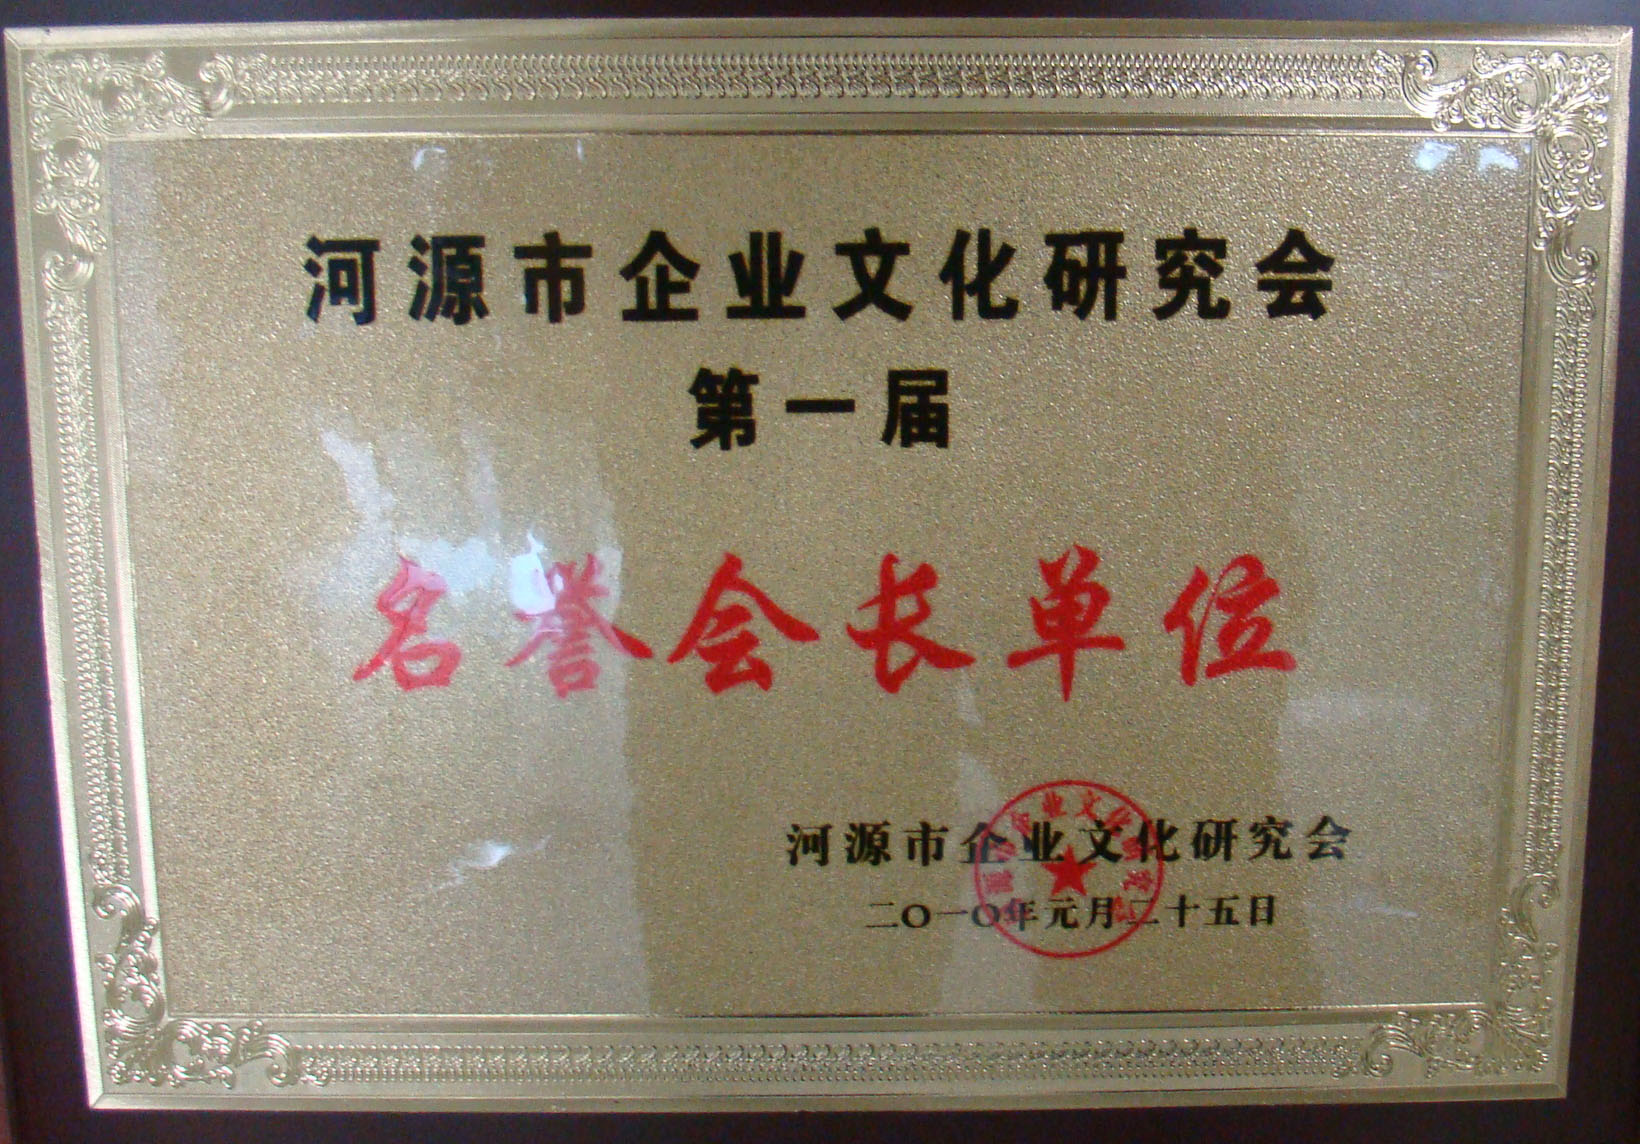 河源市企业文化研究会
第一届
名誉会长单位
河源市企业文化研究会
二〇一〇年元月二十五日